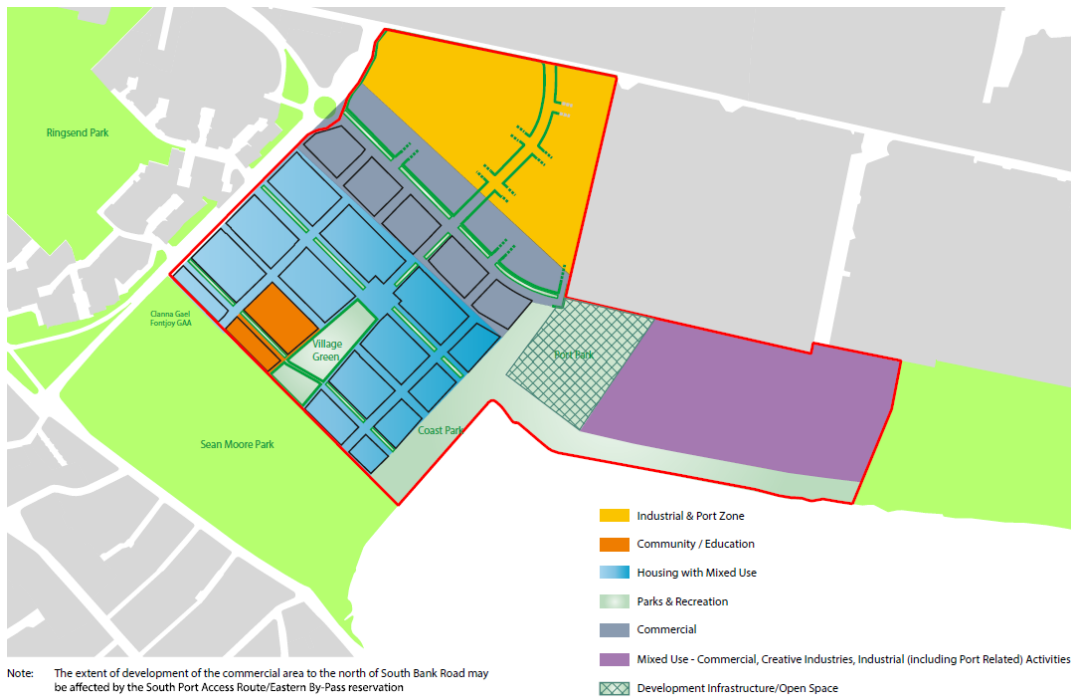 Ringsend Park
Clanna Gael
Fontjoy GAA
Village
Green
Port Park
Coast Park
Sean Moore Park
Industrial & Port Zone
Community / Education
Housing with Mixed Use
Parks & Recreation
Commercial
Mixed Use - Commercial, Creative Industries, Industrial (including Port Related) Activities
Development Infrastructure/Open Space
Note: The extent of development of the commercial area to the north of South Bank Road may
be affected by the South Port Access Route/Eastern By-Pass reservation